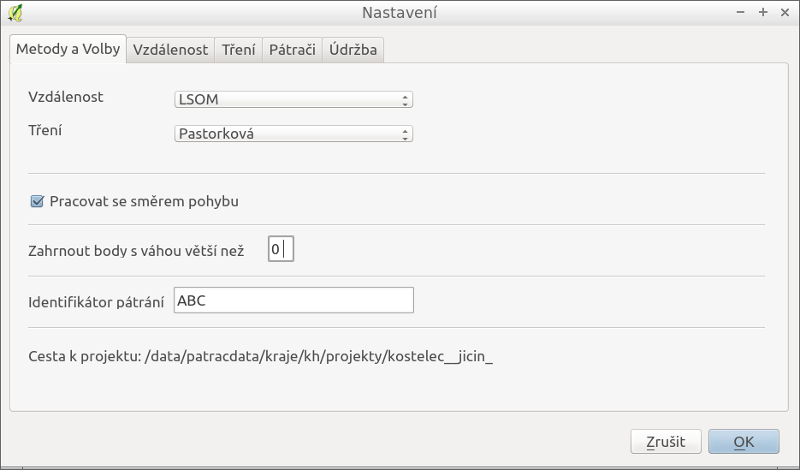 Nastavení
Metody a Volby Vzdálenost Tření Pátrači Údržba
Vzdálenost LSOM
Tření Pastorková
Pracovat se směrem pohybu
Zahrnout body s váhou větší než 0
Identifikátor pátrání ABC
Cesta k projektu: /data/patracdata/kraje/kh/projekty/kostelec__jicin_
Zrušit OK